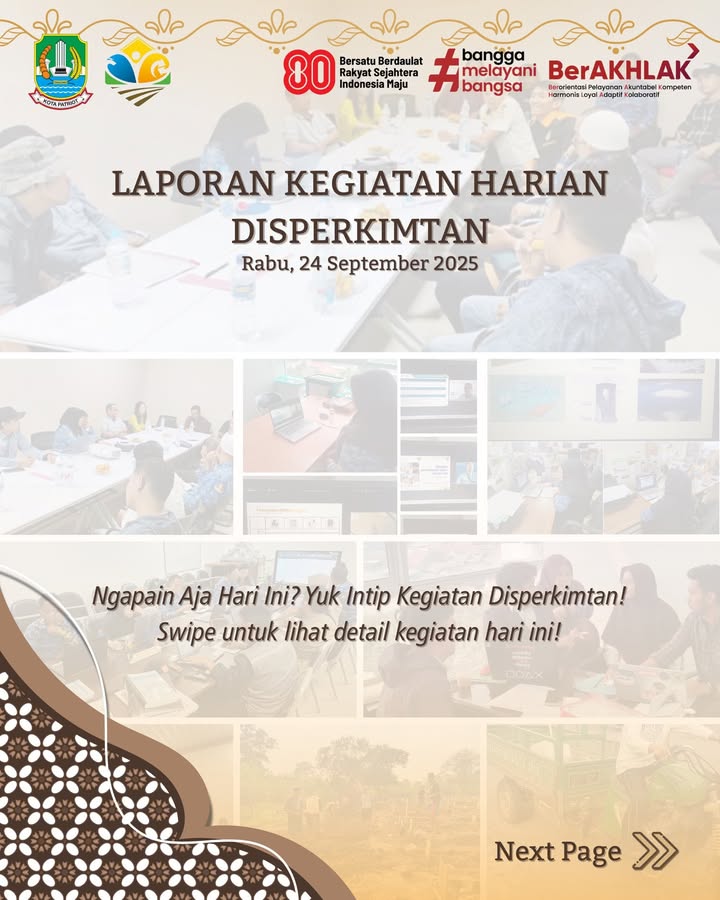 KOTA PATRIOT
80
Bersatu Berdaulat
Rakyat Sejahtera
Indonesia Maju
#bangga
melayani
bangsa
BerAKHLAK
Berorientasi Pelayanan Akuntabel Kompeten
Harmonis Loyal Adaptif Kolaboratif
LAPORAN KEGIATAN HARIAN
DISPERKIMTAN
Rabu, 24 September 2025
Ngapain Aja Hari Ini? Yuk Intip Kegiatan Disperkimtan!
Swipe untuk lihat detail kegiatan hari ini!
Next Page